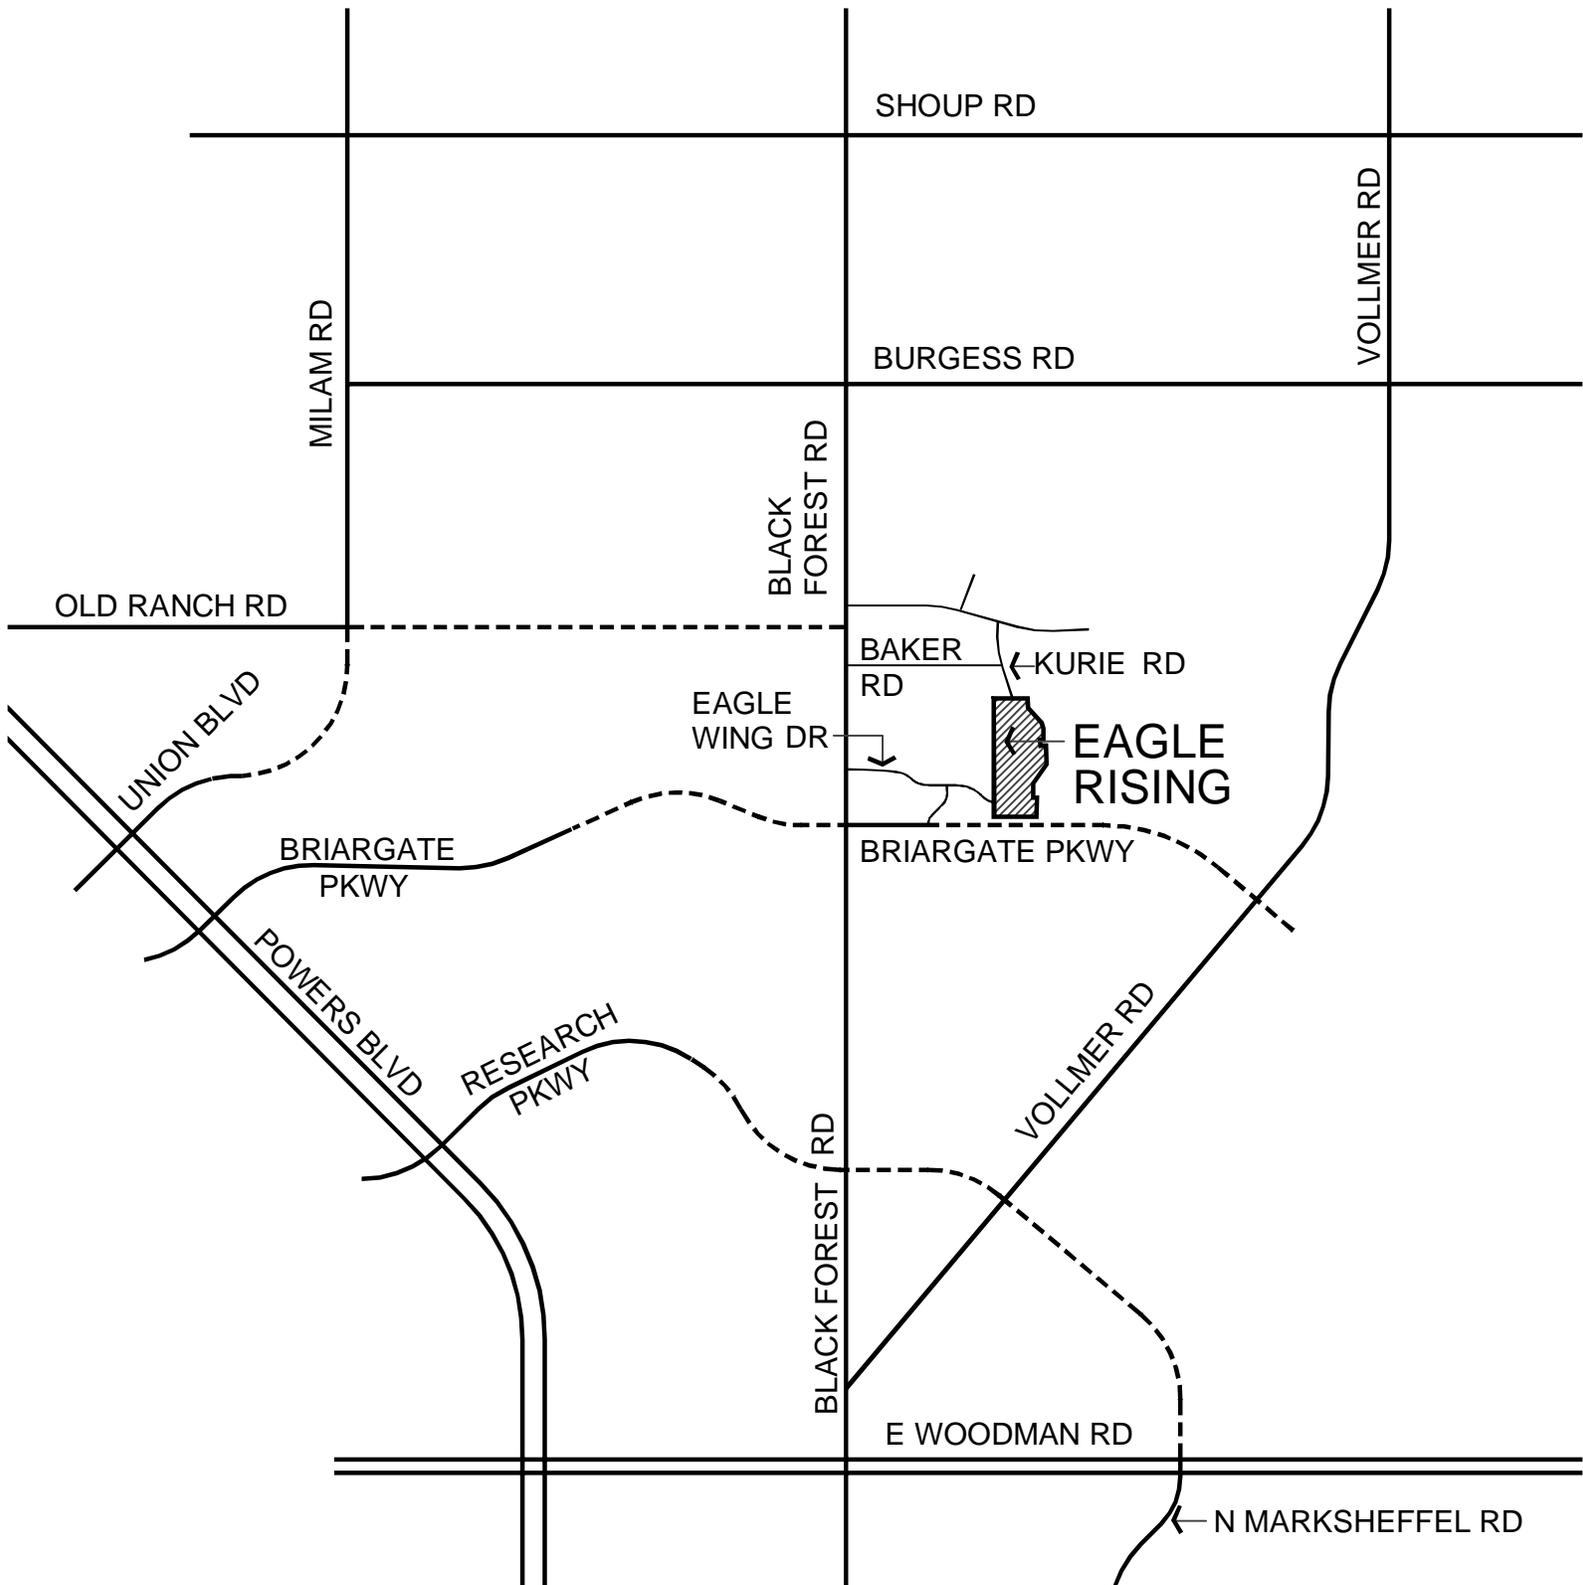 SHOUP RD
VOLLMER RD
MILAM RD
BURGESS RD
BLACK
FOREST RD
OLD RANCH RD
BAKER
RD
KURIE RD
UNION BLVD
EAGLE
WING DR
EAGLE
RISING
BRIARGATE
PKWY
BRIARGATE PKWY
POWERS BLVD
RESEARCH
PKWY
VOLLMER RD
BLACK FOREST RD
E WOODMAN RD
N MARKSHEFFEL RD